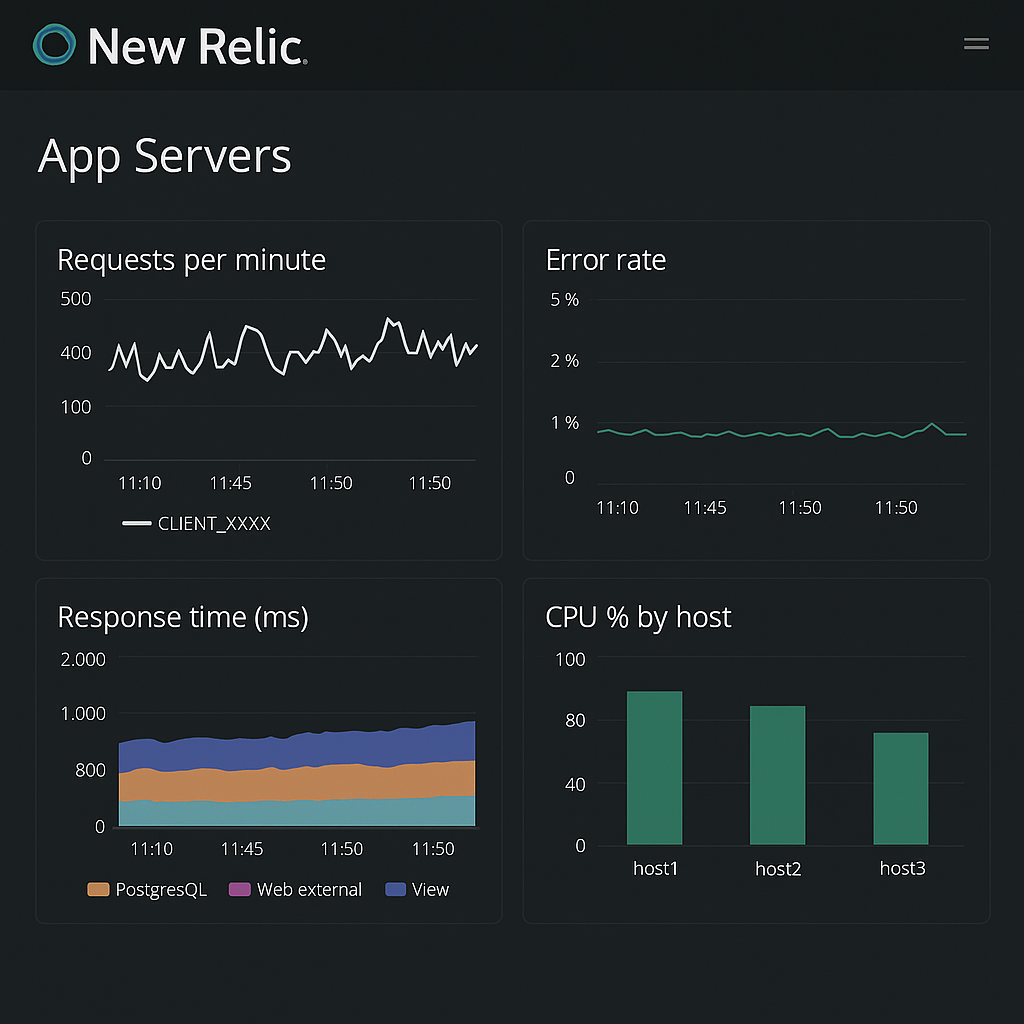 New Relic.
App Servers
Requests per minute
500
400
100
0
11:10 11:45 11:50 11:50
CLIENT_XXXX
Error rate
5 %
2 %
1 %
0
11:10 11:45 11:50 11:50
Response time (ms)
2.000
1.000
800
0
11:10 11:45 11:50 11:50
PostgresQL Web external View
CPU % by host
100
80
40
0
host1 host2 host3